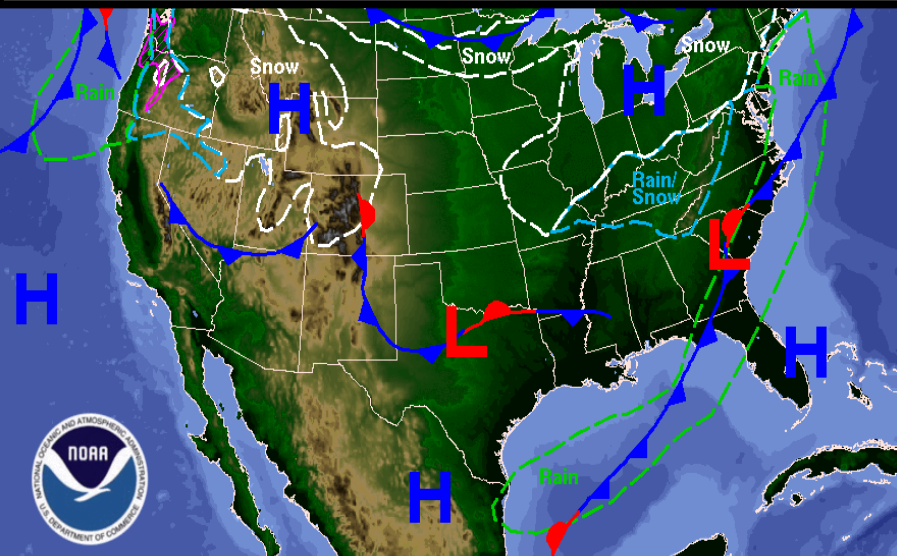 Snow
Snow
Snow
Rain
Rain
H
H
Rain/
Snow
L
H
L
H
Rain
H
NOAA
NATIONAL OCEANIC AND ATMOSPHERIC ADMINISTRATION
U.S. DEPARTMENT OF COMMERCE